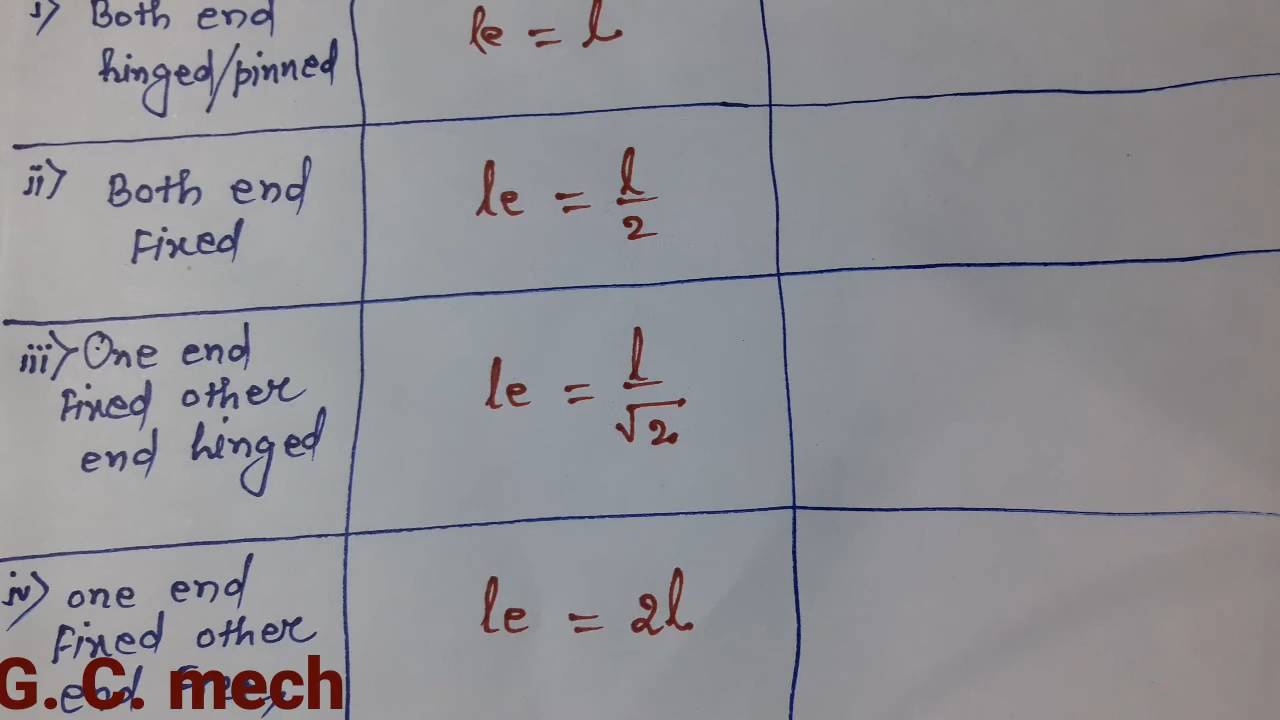 i) Both end le = l
hinged/pinned
ii) Both end le = l/2
Fixed
iii) One end le = l/√2
Fixed other
end hinged
iv) one end le = 2l
Fixed other
end
G. C. mech